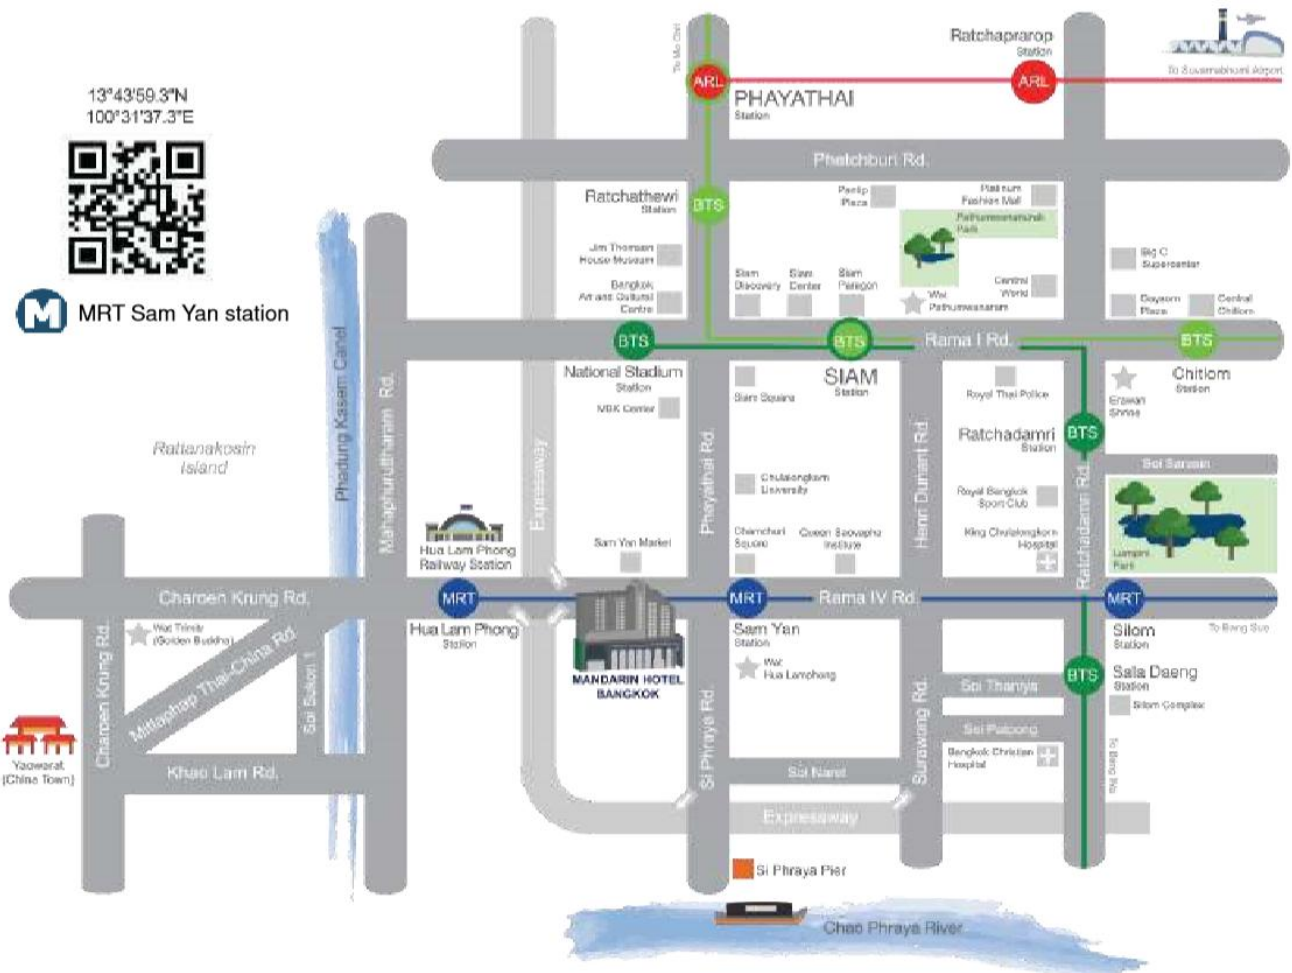 13°43'59.3"N
100°31'37.3"E
MRT Sam Yan station
To Mo Chit
Ratchaprarop
Station
To Suvarnabhumi Airport
ARL
ARL
PHAYATHAI
Station
Phetchburi Rd.
Ratchathewi
Station
BTS
Pantip
Plaza
Platinum
Fashion Mall
Pathumwananurak
Park
Jim Thomson
House Museum
Bangkok
Art and Cultural
Centre
Siam
Discovery
Siam
Center
Siam
Paragon
Wat
Pathumwanaram
Central
World
Big C
Supercenter
Gaysorn
Plaza
Central
Chitlom
BTS
BTS
Rama I Rd.
BTS
National Stadium
Station
MBK Center
Siam Square
SIAM
Station
Royal Thai Police
Erawan
Shrine
Chitlom
Station
Ratchadamri
Station
BTS
Soi Sarasin
Rattanakosin
Island
Phadung Kasem Canal
Mahaphruttharam Rd.
Expressway
Phayathai Rd.
Henri Dunant Rd.
Ratchadamri Rd.
Chulalongkorn
University
Royal Bangkok
Sport Club
Hua Lam Phong
Railway Station
Sam Yan Market
Chamchuri
Square
Queen Saovapha
Institute
King Chulalongkorn
Hospital
Lumpini
Park
Charoen Krung Rd.
MRT
MRT
Rama IV Rd.
MRT
Wat Trimitr
(Golden Buddha)
Hua Lam Phong
Station
Sam Yan
Station
Silom
Station
To Bang Sue
Charoen Krung Rd.
Mittaphap Thai-China Rd.
Soi Sukon 1
MANDARIN HOTEL
BANGKOK
Wat
Hua Lamphong
Si Phraya Rd.
Surawong Rd.
Soi Thaniya
BTS
Sala Daeng
Station
Silom Complex
Soi Patpong
Yaowarat
(China Town)
Khao Lam Rd.
Soi Naret
Bangkok Christian
Hospital
To Bang Wa
Expressway
Si Phraya Pier
Chao Phraya River